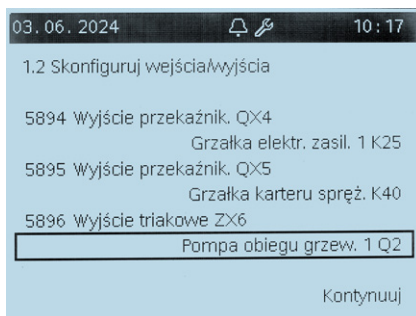 03.06.2024 10:17
1.2 Skonfiguruj wejścia/wyjścia
5894 Wyjście przekaźnik. QX4
Grzałka elektr. zasil. 1 K25
5895 Wyjście przekaźnik. QX5
Grzałka karteru spręż. K40
5896 Wyjście triakowe ZX6
Pompa obiegu grzew. 1 Q2
Kontynuuj